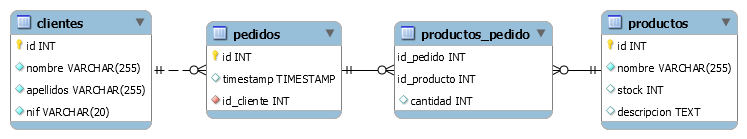 clientes
id INT
nombre VARCHAR(255)
apellidos VARCHAR(255)
nif VARCHAR(20)
pedidos
id INT
timestamp TIMESTAMP
id_cliente INT
productos_pedido
id_pedido INT
id_producto INT
cantidad INT
productos
id INT
nombre VARCHAR(255)
stock INT
descripcion TEXT